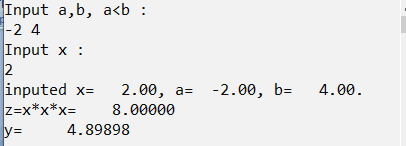 Input a,b, a<b :
-2 4
Input x :
2
inputed x=   2.00, a=  -2.00, b=   4.00.
z=x*x*x=    8.00000
y=     4.89898